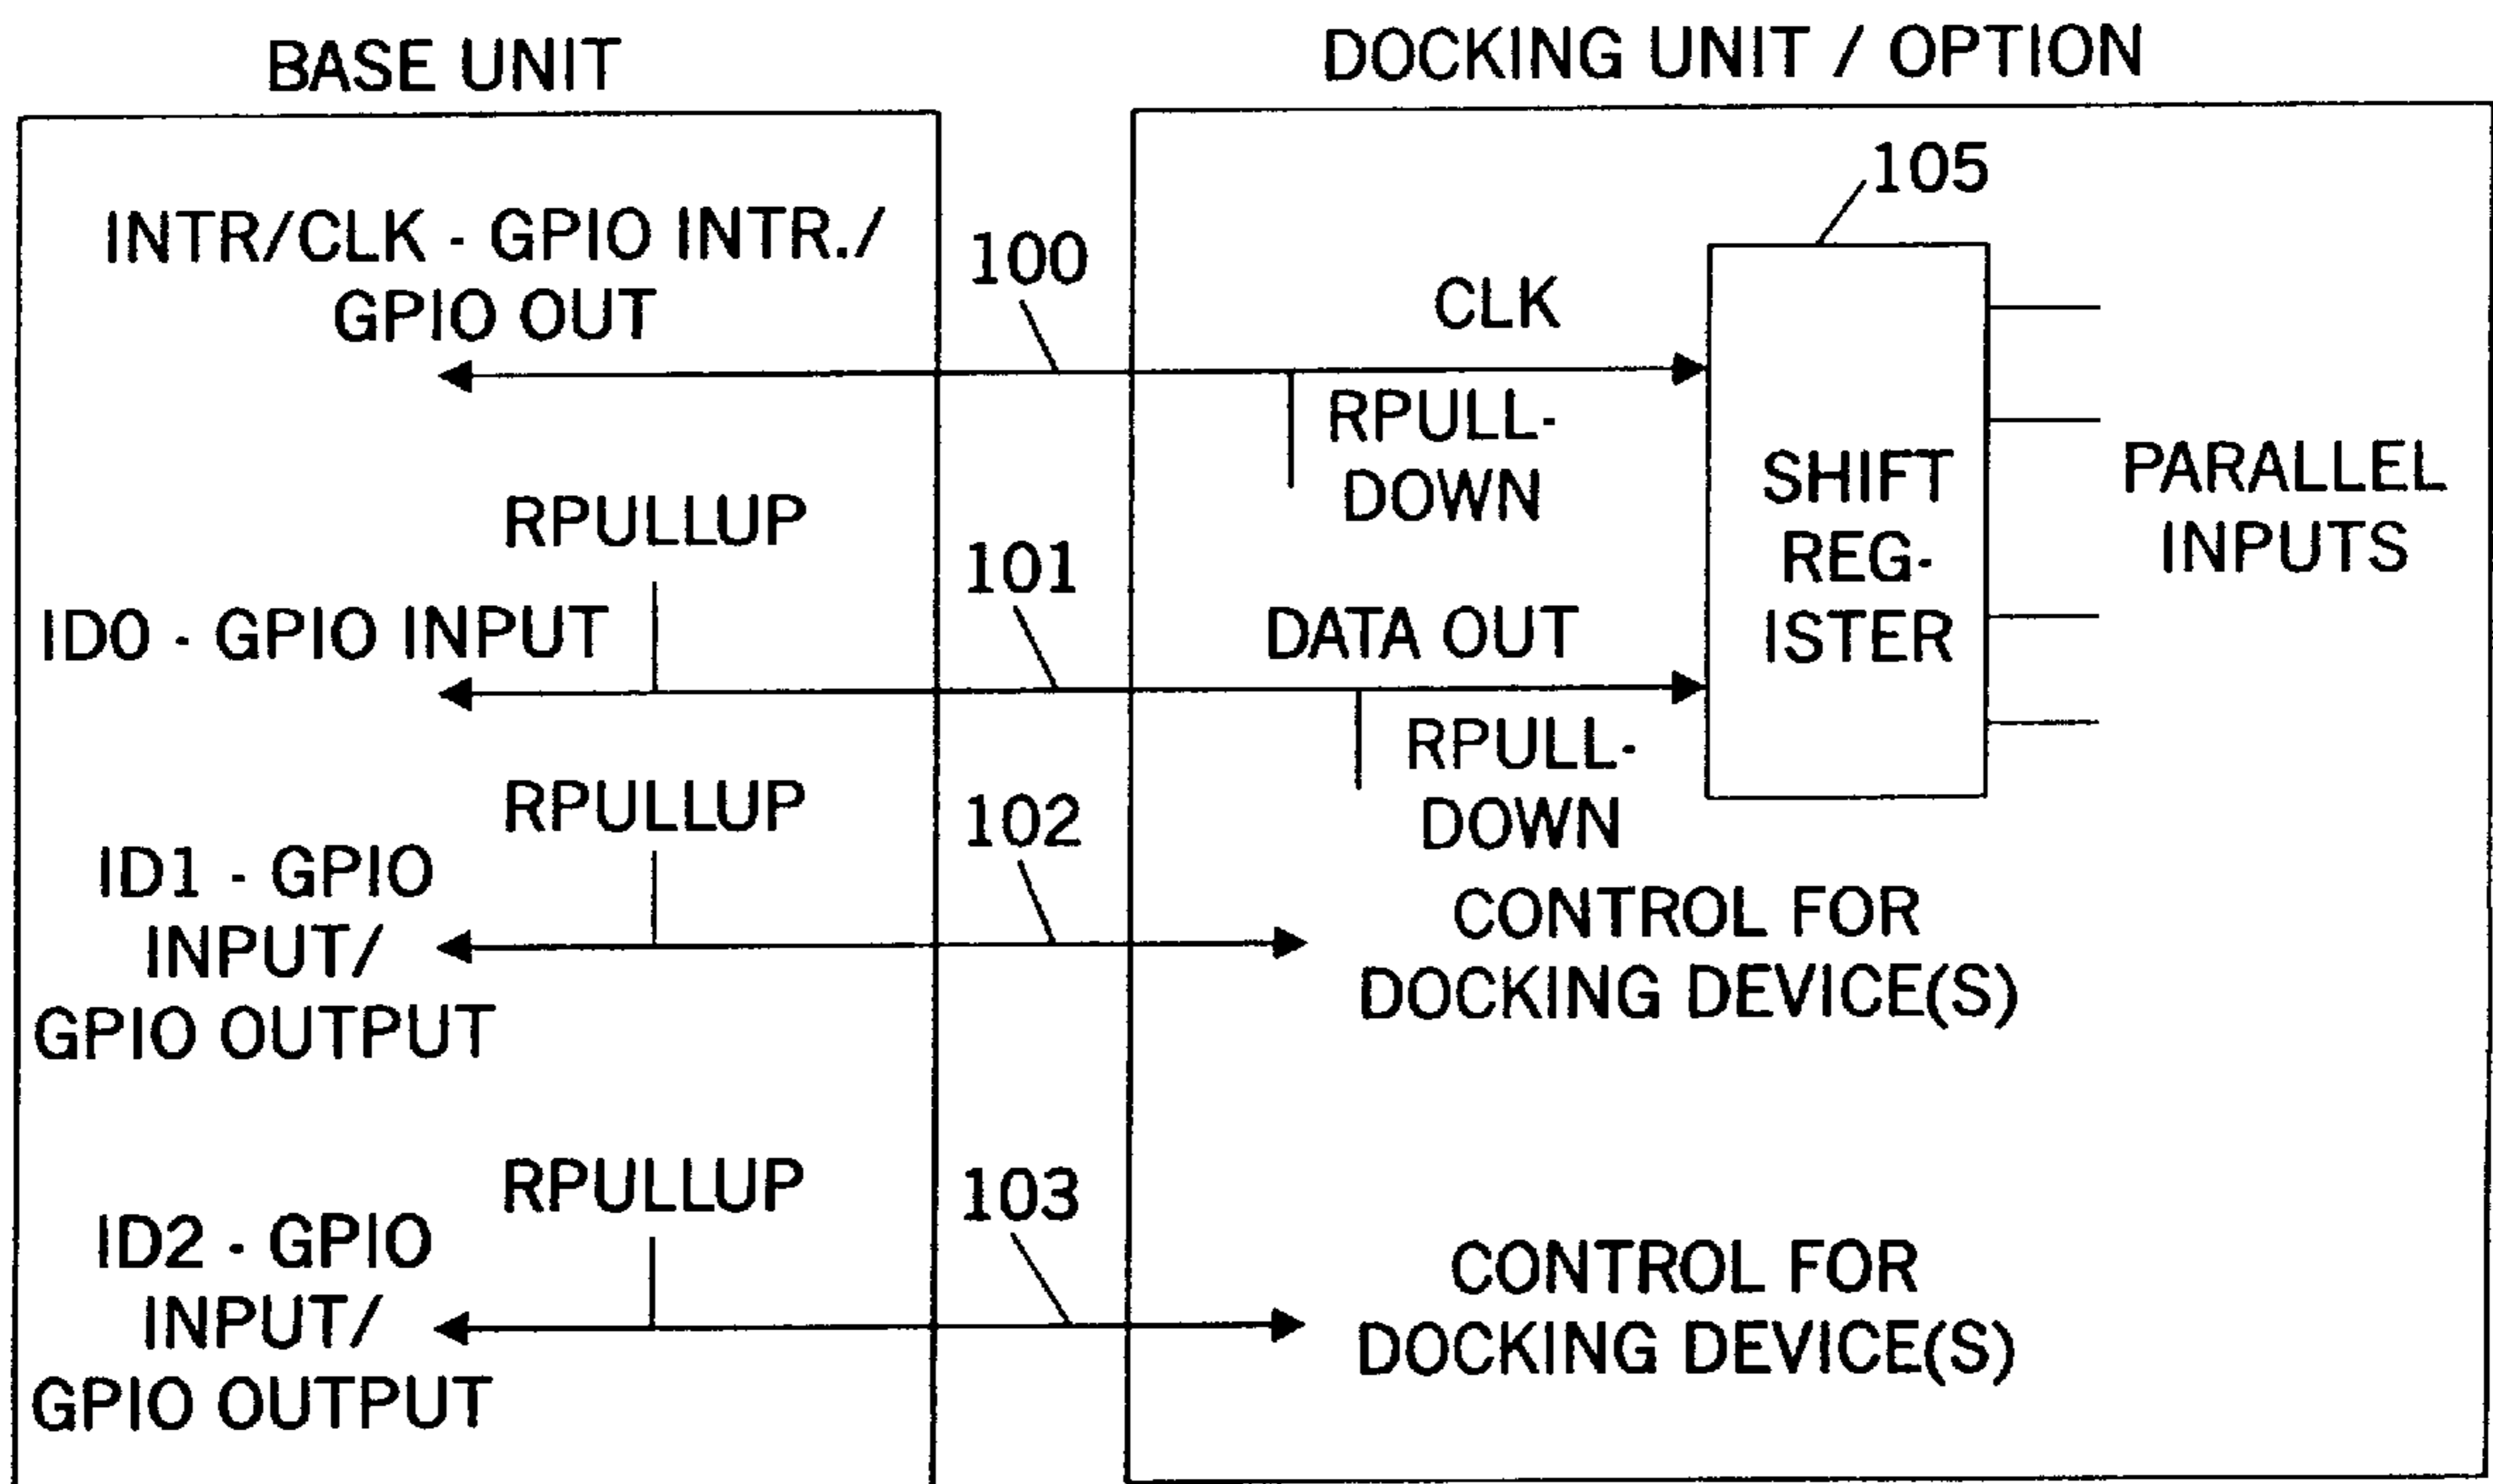 BASE UNIT
DOCKING UNIT / OPTION
105
INTR/CLK - GPIO INTR./
GPIO OUT
100
CLK
RPULL-
DOWN
SHIFT
REG-
ISTER
PARALLEL
INPUTS
RPULLUP
101
ID0 - GPIO INPUT
DATA OUT
RPULL-
DOWN
RPULLUP
102
ID1 - GPIO
INPUT/
GPIO OUTPUT
CONTROL FOR
DOCKING DEVICE(S)
RPULLUP
103
ID2 - GPIO
INPUT/
GPIO OUTPUT
CONTROL FOR
DOCKING DEVICE(S)